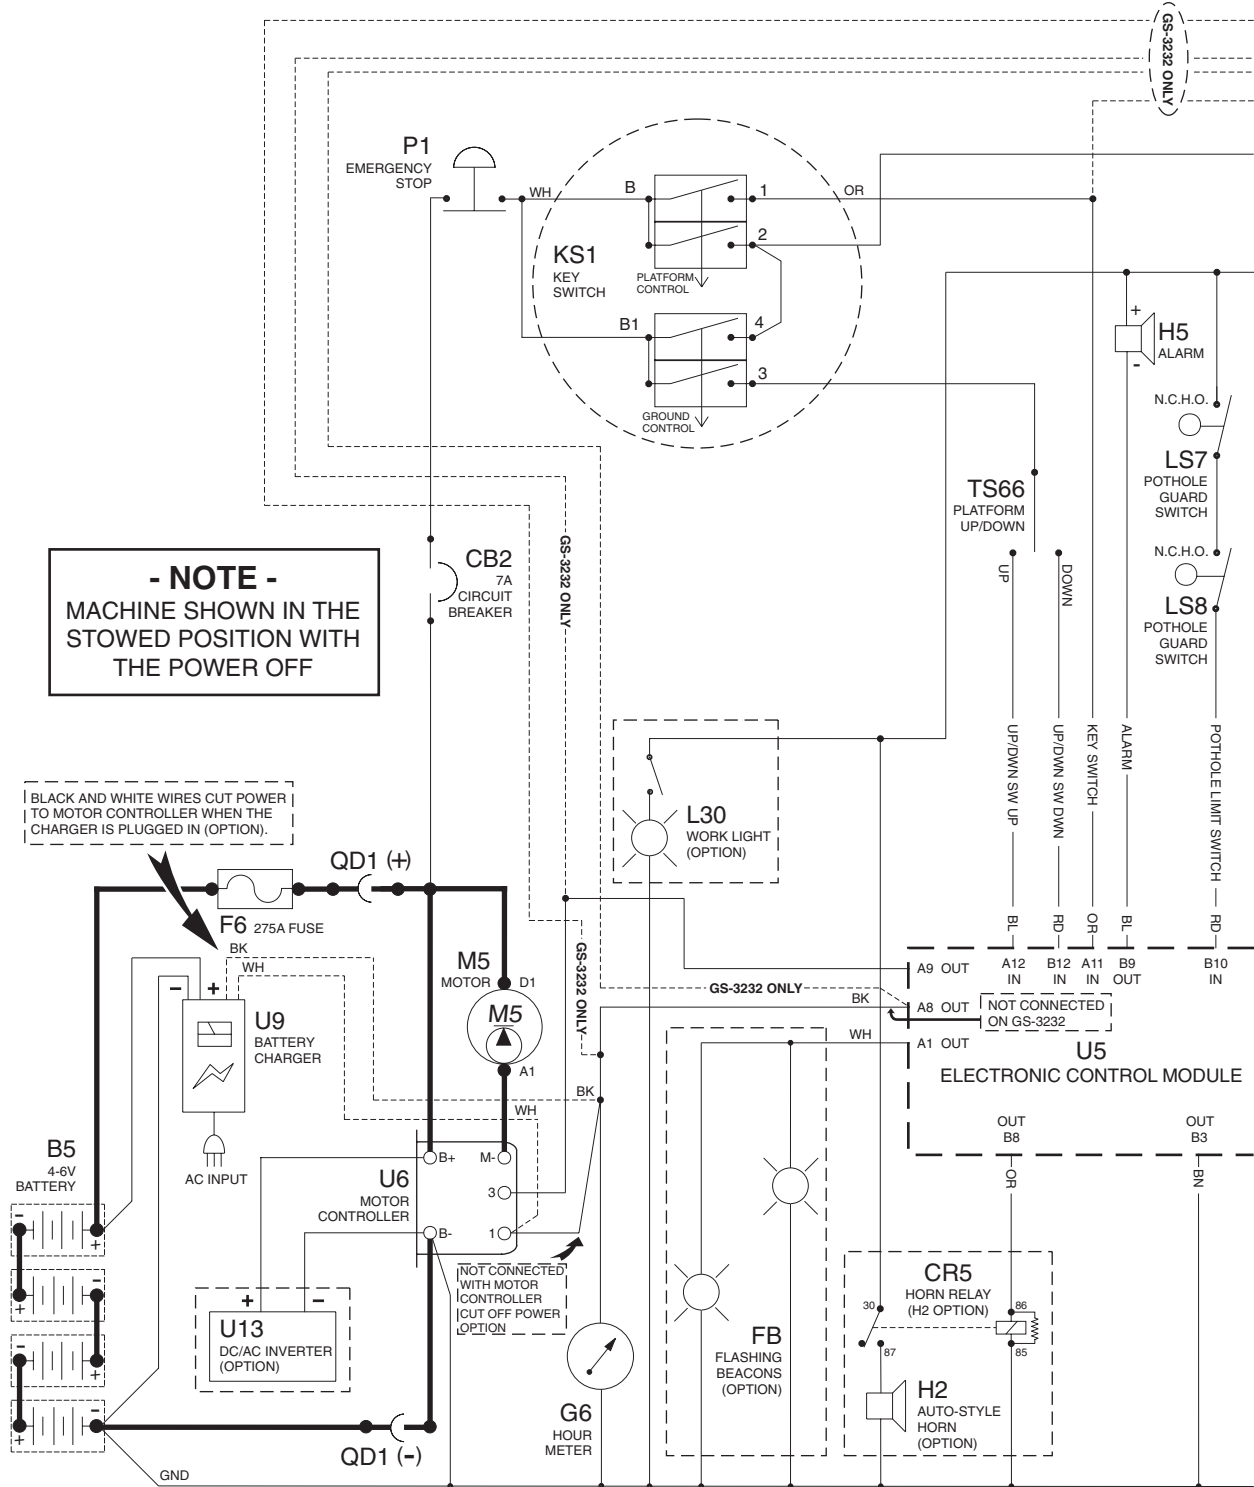 GS-3232 ONLY
P1
EMERGENCY
STOP
WH
B
1
OR
2
KS1
KEY
SWITCH
PLATFORM
CONTROL
B1
4
3
GROUND
CONTROL
+
H5
ALARM
-
N.C.H.O.
LS7
POTHOLE
GUARD
SWITCH
TS66
PLATFORM
UP/DOWN
UP
DOWN
N.C.H.O.
LS8
POTHOLE
GUARD
SWITCH
- NOTE -
MACHINE SHOWN IN THE
STOWED POSITION WITH
THE POWER OFF
CB2
7A
CIRCUIT
BREAKER
GS-3232 ONLY
UP/DWN SW UP
UP/DWN SW DWN
KEY SWITCH
ALARM
POTHOLE LIMIT SWITCH
BL
RD
OR
BL
RD
L30
WORK LIGHT
(OPTION)
BLACK AND WHITE WIRES CUT POWER
TO MOTOR CONTROLLER WHEN THE
CHARGER IS PLUGGED IN (OPTION).
QD1 (+)
F6 275A FUSE
BK
WH
- +
U9
BATTERY
CHARGER
AC INPUT
M5
MOTOR
D1
M5
A1
GS-3232 ONLY
GS-3232 ONLY
BK
WH
BK
WH
A9 OUT
A12
IN
B12
IN
A11
IN
B9
OUT
B10
IN
A8 OUT
NOT CONNECTED
ON GS-3232
A1 OUT
U5
ELECTRONIC CONTROL MODULE
OUT
B8
OUT
B3
OR
BN
B5
4-6V
BATTERY
-
+
-
+
-
+
-
+
U6
MOTOR
CONTROLLER
B+
M-
3
B-
1
NOT CONNECTED
WITH MOTOR
CONTROLLER
CUT OFF POWER
OPTION
+ -
U13
DC/AC INVERTER
(OPTION)
QD1 (-)
GND
G6
HOUR
METER
FB
FLASHING
BEACONS
(OPTION)
CR5
HORN RELAY
(H2 OPTION)
30
87
86
85
H2
AUTO-STYLE
HORN
(OPTION)